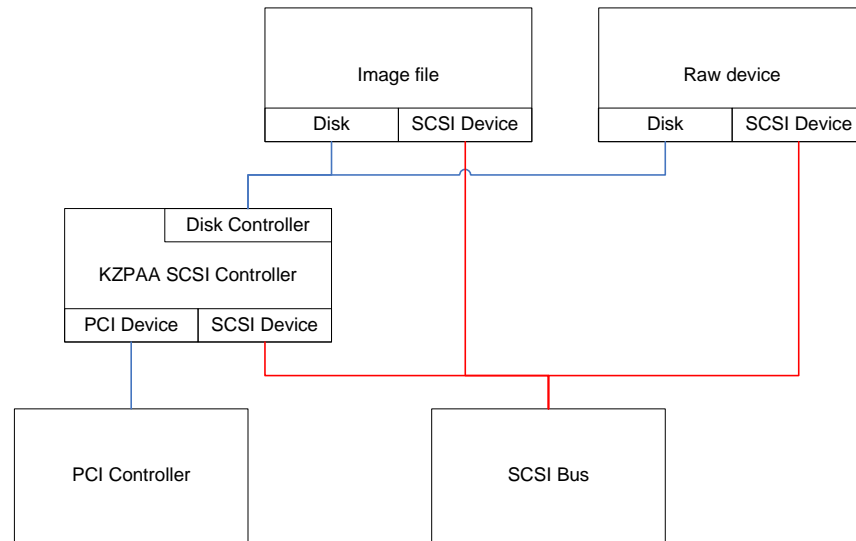 Image file
Raw device
Disk
SCSI Device
Disk
SCSI Device
Disk Controller
KZPAA SCSI Controller
PCI Device
SCSI Device
PCI Controller
SCSI Bus